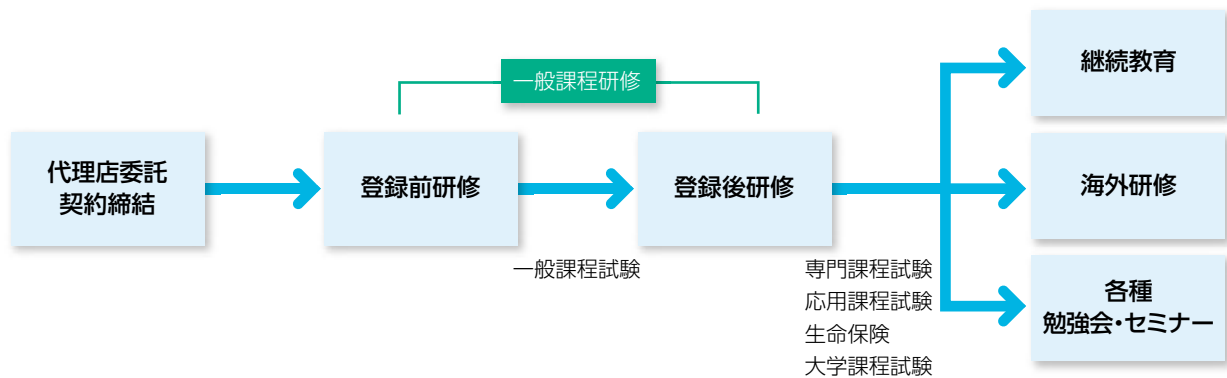 一般課程研修
代理店委託
契約締結
登録前研修
一般課程試験
登録後研修
専門課程試験
応用課程試験
生命保険
大学課程試験
継続教育
海外研修
各種
勉強会・セミナー